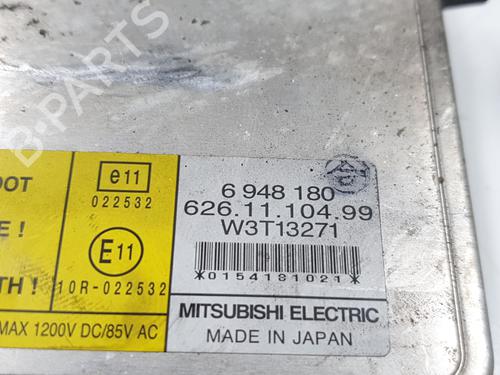 B-PARTS
OOT
E !
TH !
MAX 1200V DC/85V AC
e11
022532
E11
10R-022532
6 948 180
626.11.104.99
W3T13271
*0154181021*
MITSUBISHI ELECTRIC
MADE IN JAPAN